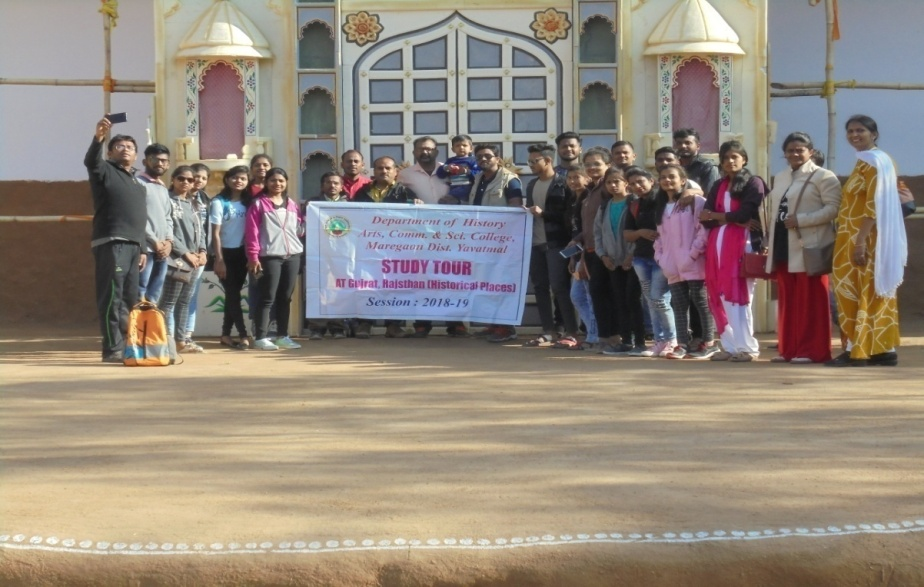 Department of History
Arts, Comm. & Sci. College,
Maregaon Dist. Yavatmal
STUDY TOUR
AT Gujrat, Rajsthan (Historical Places)
Session : 2018-19